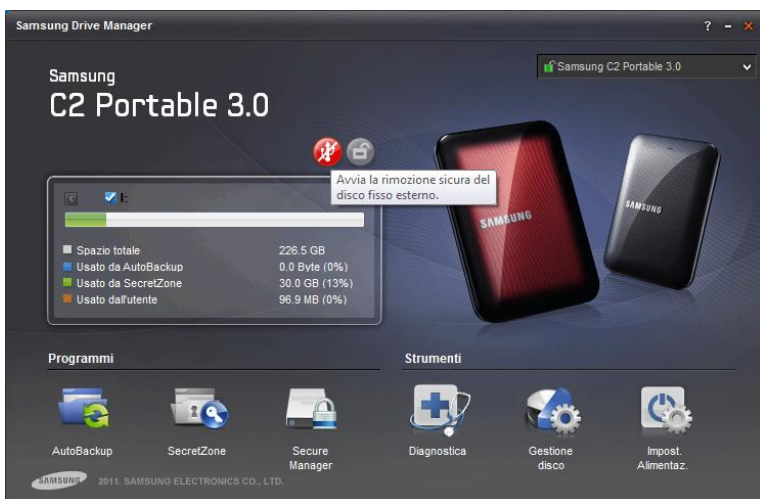 Samsung Drive Manager
? -
Samsung C2 Portable 3.0
Samsung
C2 Portable 3.0
Avvia la rimozione sicura del
disco fisso esterno.
I:
Spazio totale 226.5 GB
Usato da AutoBackup 0.0 Byte (0%)
Usato da SecretZone 30.0 GB (13%)
Usato dall'utente 96.9 MB (0%)
SAMSUNG
SAMSUNG
Programmi
Strumenti
AutoBackup
SecretZone
Secure
Manager
Diagnostica
Gestione
disco
Impost.
Alimentaz.
SAMSUNG 2011. SAMSUNG ELECTRONICS CO., LTD.